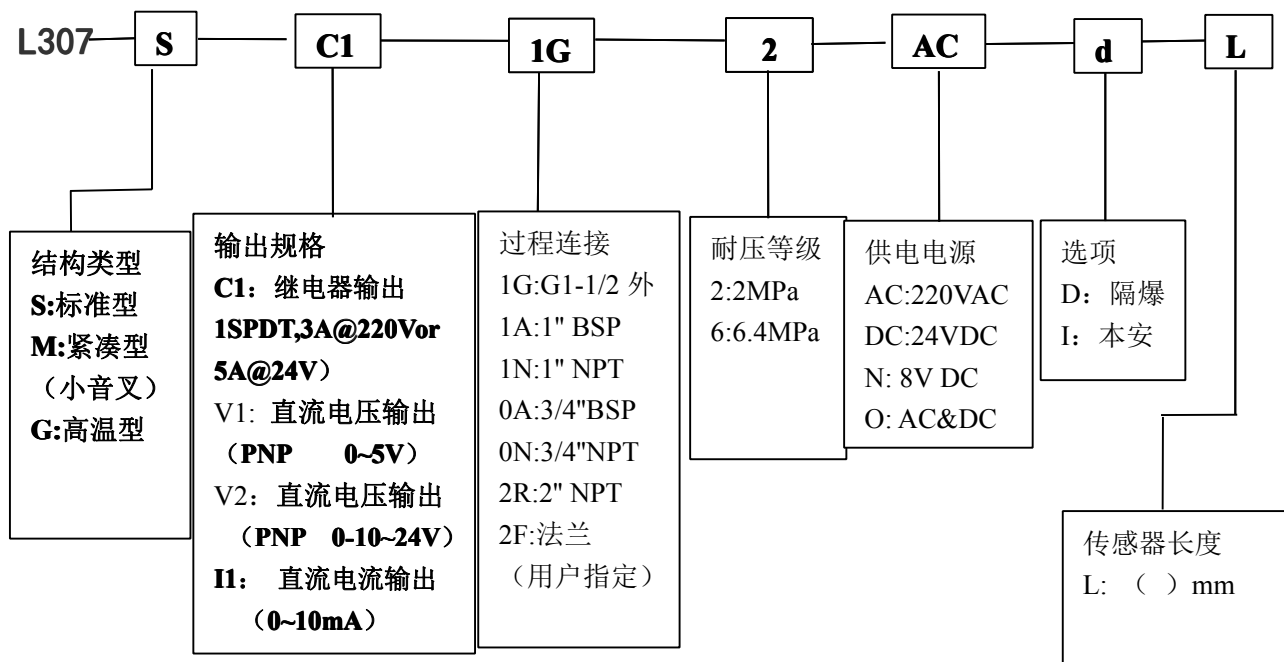 L307 S C1 1G 2 AC d L
结构类型
S:标准型
M:紧凑型
（小音叉）
G:高温型
输出规格
C1：继电器输出
1SPDT,3A@220Vor
5A@24V）
V1: 直流电压输出
（PNP 0~5V）
V2：直流电压输出
（PNP 0-10~24V）
I1： 直流电流输出
（0~10mA）
过程连接
1G:G1-1/2 外
1A:1" BSP
1N:1" NPT
0A:3/4"BSP
0N:3/4"NPT
2R:2" NPT
2F:法兰
（用户指定）
耐压等级
2:2MPa
6:6.4MPa
供电电源
AC:220VAC
DC:24VDC
N: 8V DC
O: AC&DC
选项
D：隔爆
I：本安
传感器长度
L: （ ）mm